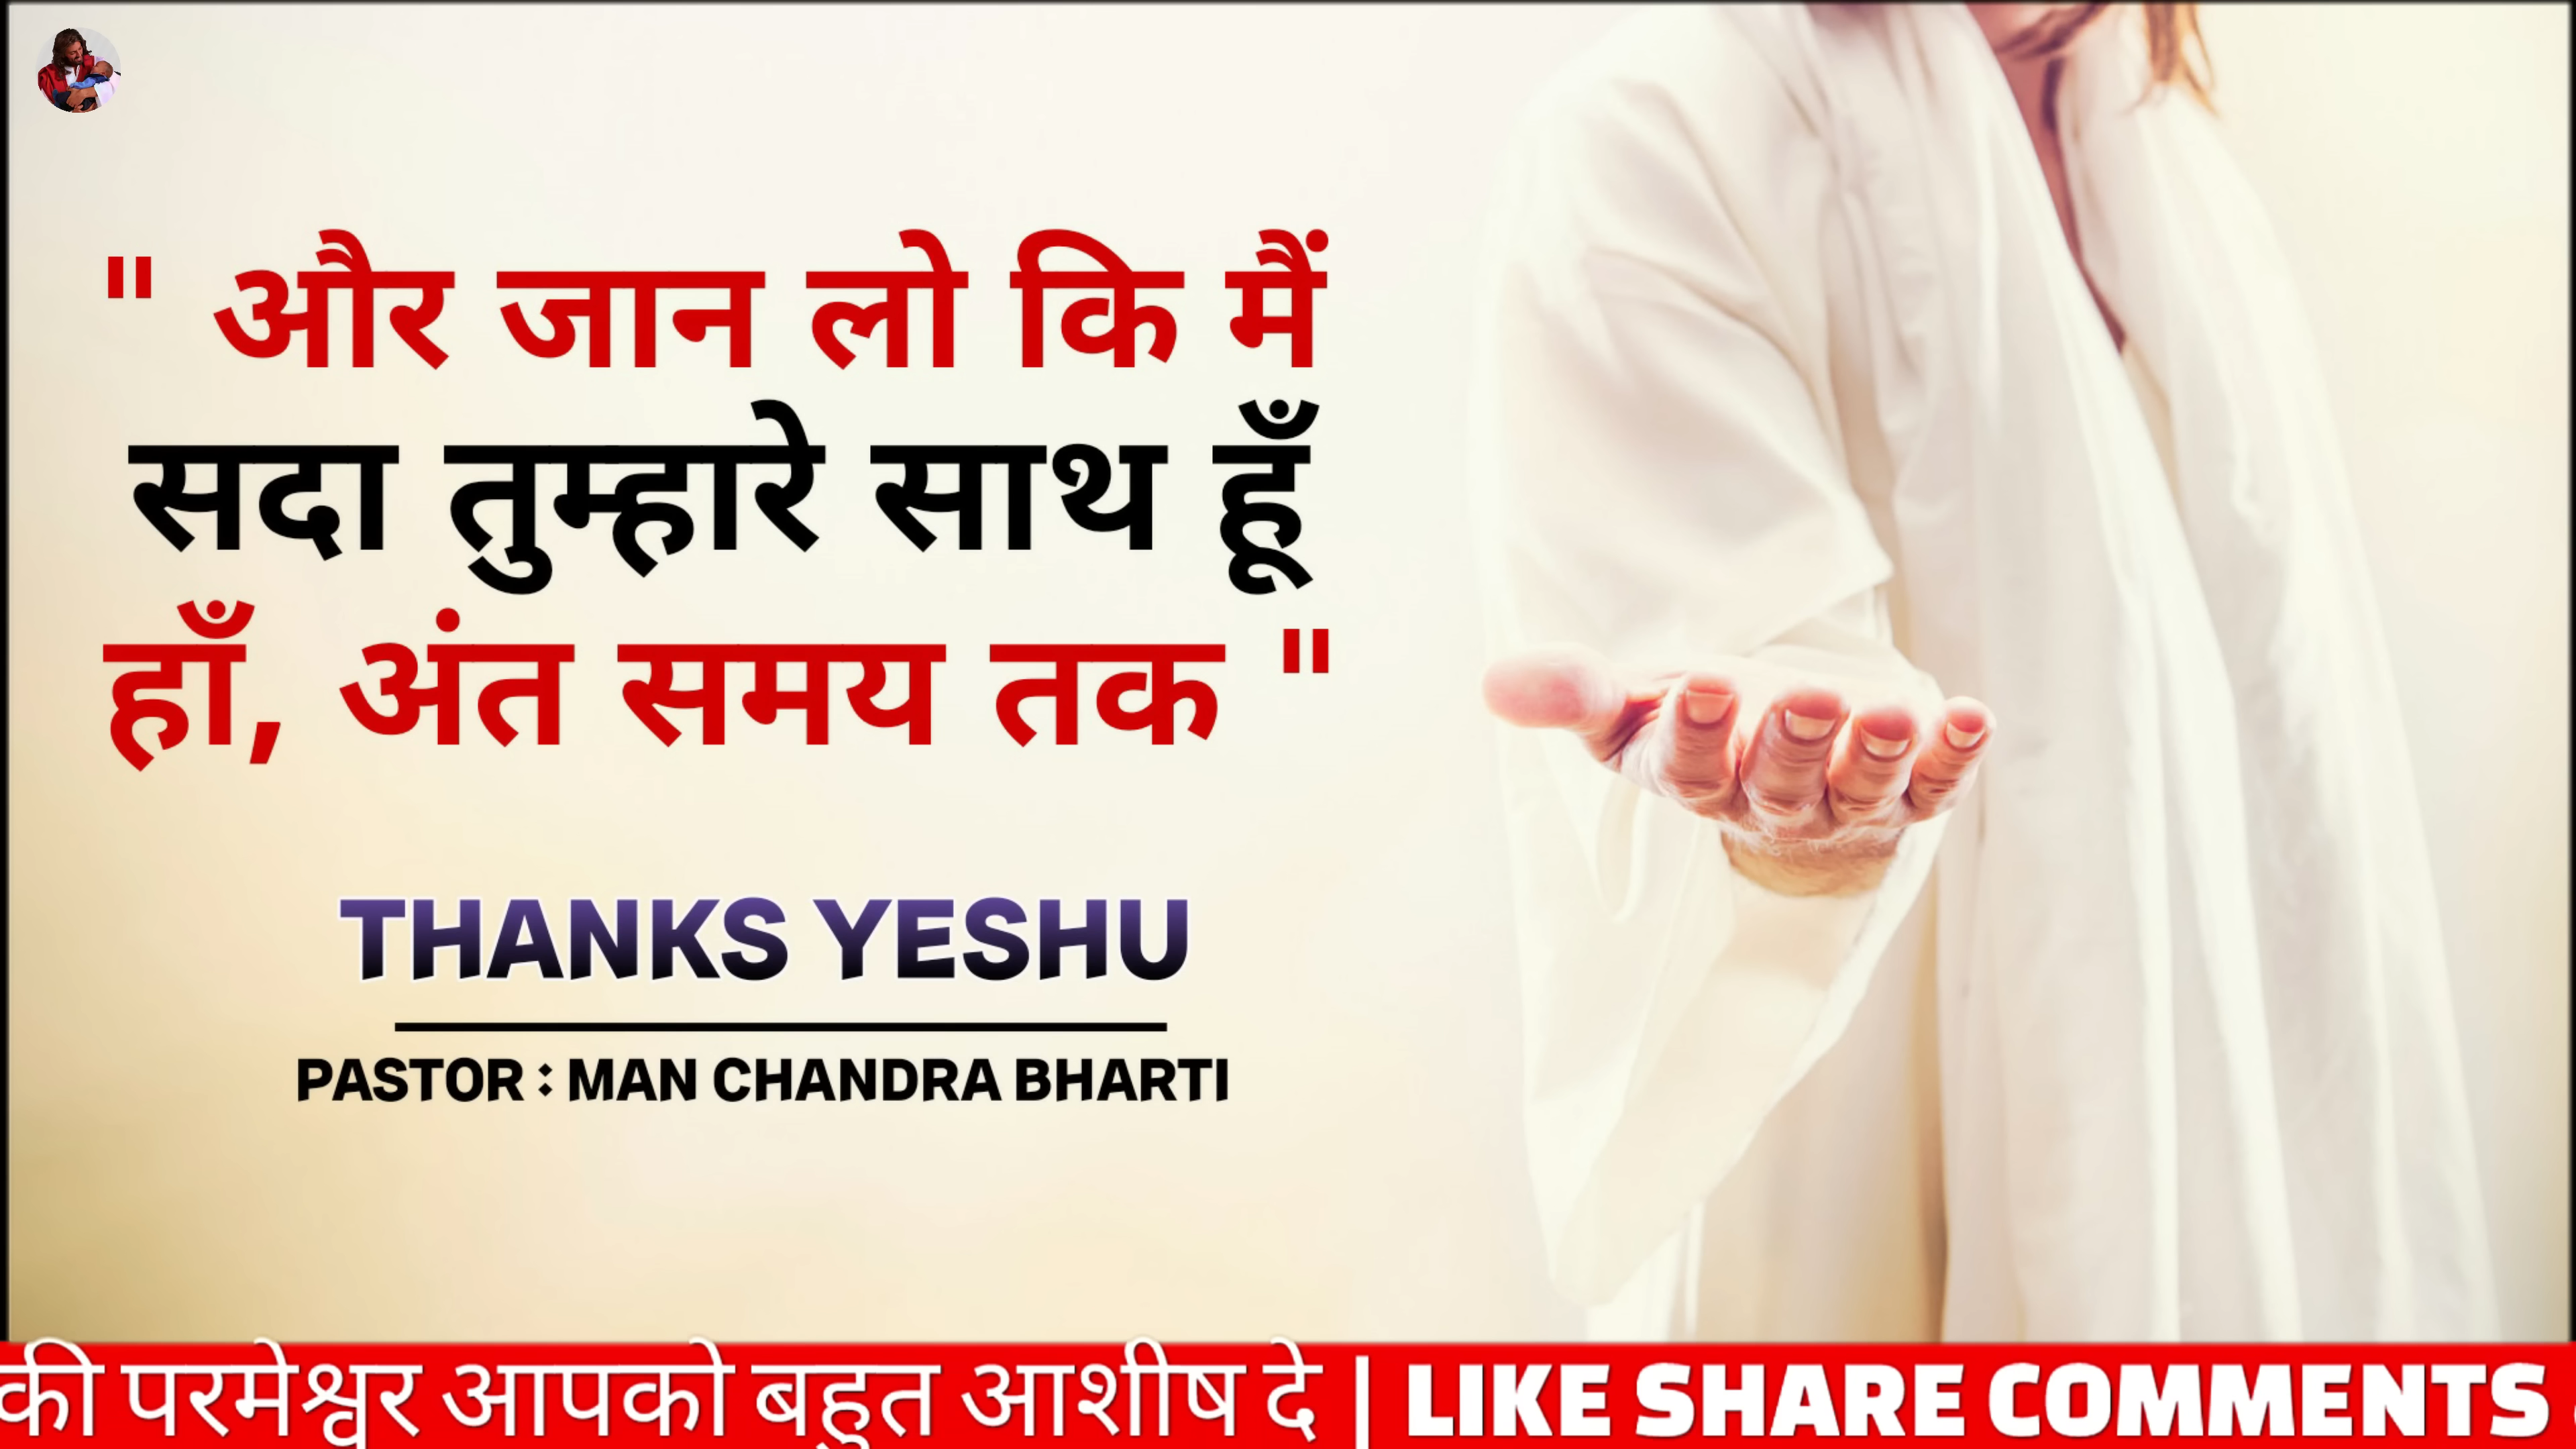 " और जान लो कि मैं
सदा तुम्हारे साथ हूँ
हाँ, अंत समय तक "
THANKS YESHU
PASTOR : MAN CHANDRA BHARTI
की परमेश्वर आपको बहुत आशीष दे | LIKE SHARE COMMENTS